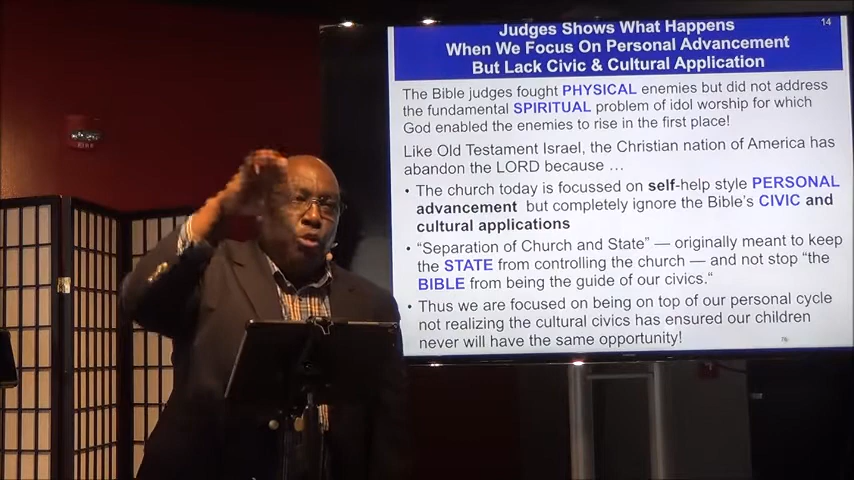 Judges Shows What Happens
14
When We Focus On Personal Advancement
But Lack Civic & Cultural Application
The Bible judges fought PHYSICAL enemies but did not address
the fundamental SPIRITUAL problem of idol worship for which
God enabled the enemies to rise in the first place!
Like Old Testament Israel, the Christian nation of America has
abandon the LORD because ...
• The church today is focussed on self-help style PERSONAL
advancement but completely ignore the Bible's CIVIC and
cultural applications
• "Separation of Church and State" — originally meant to keep
the STATE from controlling the church — and not stop "the
BIBLE from being the guide of our civics."
• Thus we are focused on being on top of our personal cycle
not realizing the cultural civics has ensured our children
never will have the same opportunity!
76